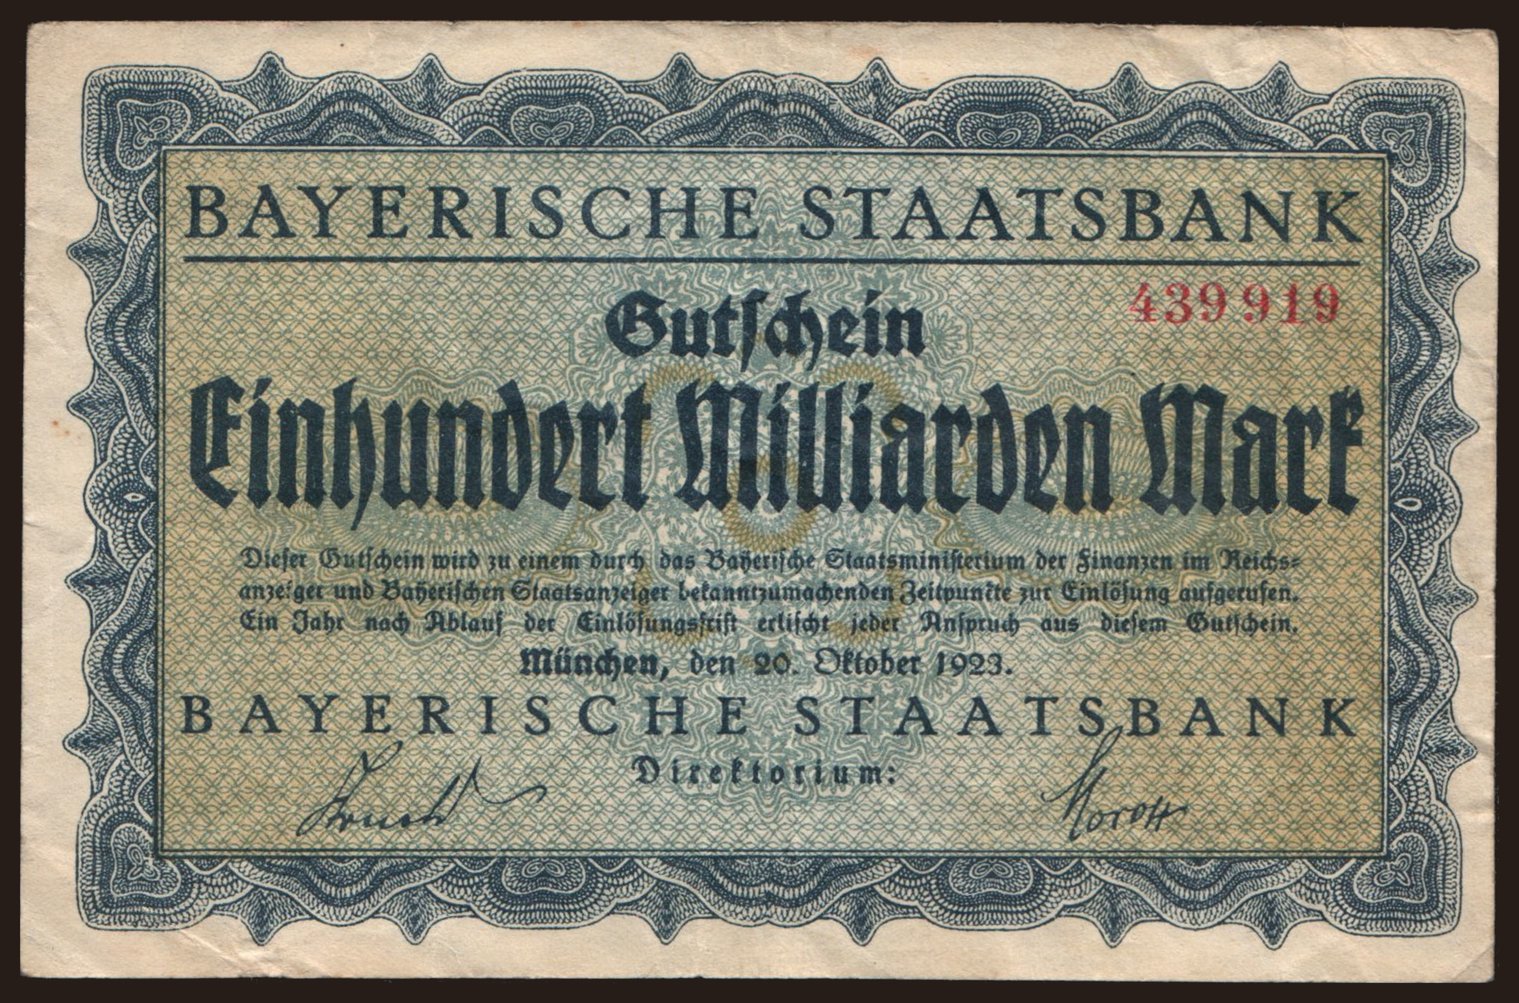 BAYERISCHE STAATSBANK
439919
Gutschein
Einhundert Milliarden Mark
Dieser Gutschein wird zu einem durch das Bayerische Staatsministerium der Finanzen im Reichs-
anzeiger und Bayerischen Staatsanzeiger bekanntzumachenden Zeitpunkte zur Einlösung aufgerufen.
Ein Jahr nach Ablauf der Einlösungsfrist erlischt jeder Anspruch aus diesem Gutschein.
München, den 20. Oktober 1923.
BAYERISCHE STAATSBANK
Direktorium: